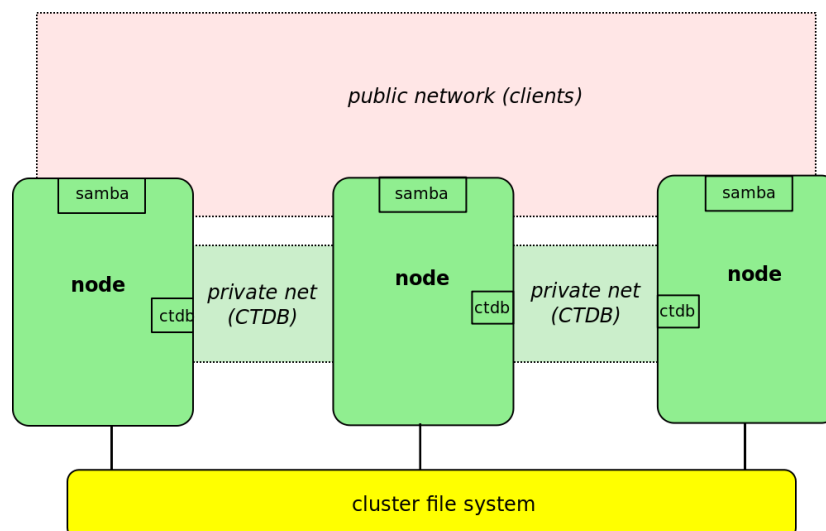 public network (clients)
samba
samba
samba
node
node
node
private net
(CTDB)
private net
(CTDB)
ctdb
ctdb
ctdb
cluster file system